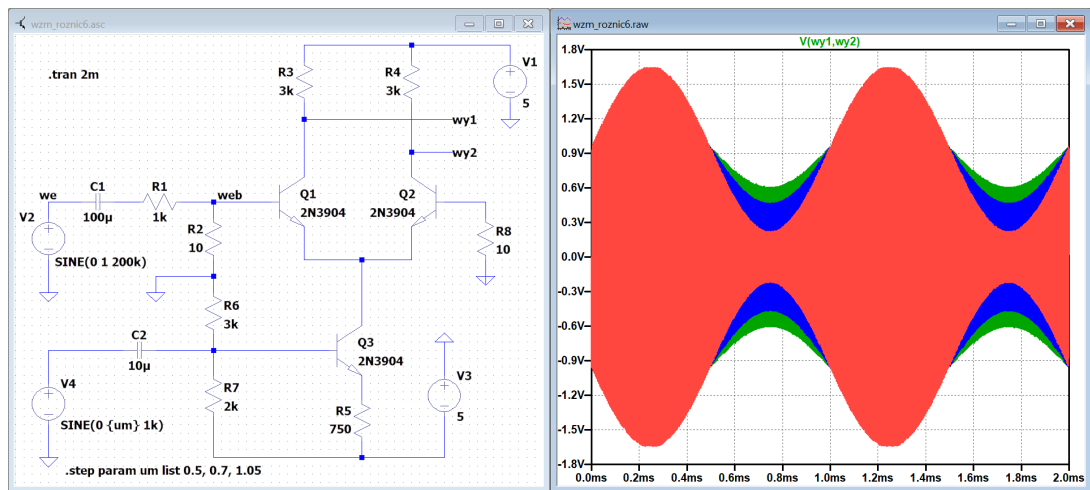 wzm_roznic6.asc
.tran 2m
R3
3k
R4
3k
V1
5
wy1
wy2
we
C1
100µ
R1
1k
web
Q1
2N3904
Q2
2N3904
V2
SINE(0 1 200k)
R2
10
R8
10
R6
3k
C2
10µ
Q3
2N3904
V4
SINE(0 {um} 1k)
R7
2k
R5
750
V3
5
.step param um list 0.5, 0.7, 1.05
wzm_roznic6.raw
V(wy1,wy2)
1.8V
1.5V
1.2V
0.9V
0.6V
0.3V
0.0V
-0.3V
-0.6V
-0.9V
-1.2V
-1.5V
-1.8V
0.0ms 0.2ms 0.4ms 0.6ms 0.8ms 1.0ms 1.2ms 1.4ms 1.6ms 1.8ms 2.0ms